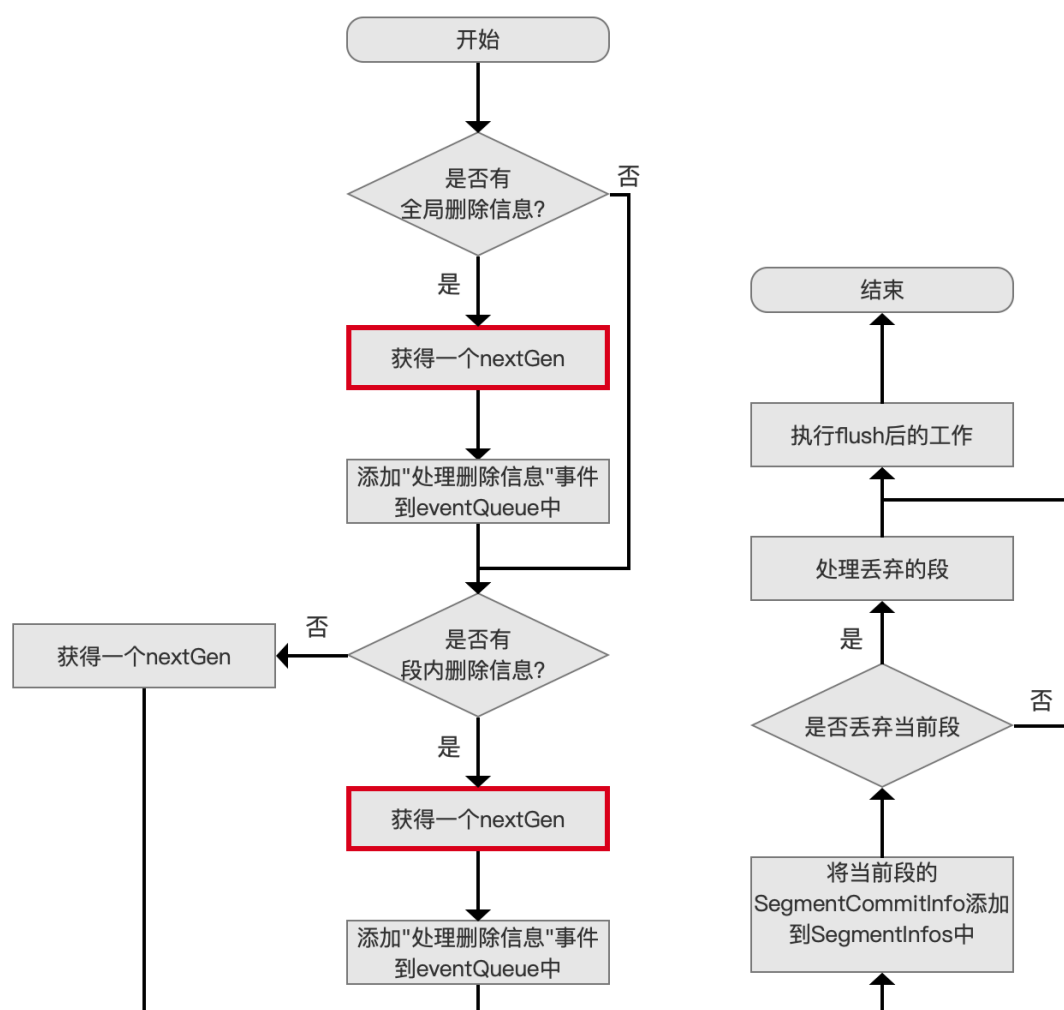 开始
是否有
全局删除信息?
否
是
获得一个nextGen
添加"处理删除信息"事件
到eventQueue中
是否有
段内删除信息?
否
获得一个nextGen
是
获得一个nextGen
添加"处理删除信息"事件
到eventQueue中
结束
执行flush后的工作
处理丢弃的段
是
是否丢弃当前段
否
将当前段的
SegmentCommitInfo添加
到SegmentInfos中